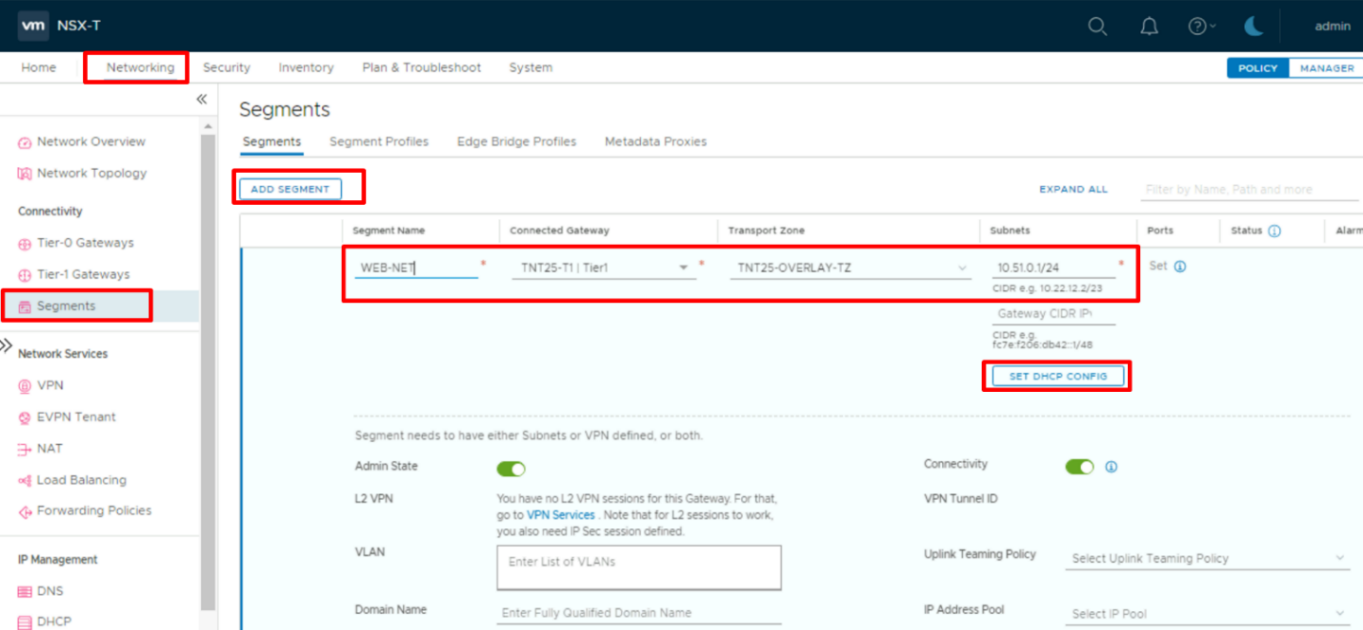 vm NSX-T
admin
Home Networking Security Inventory Plan & Troubleshoot System
POLICY MANAGER
Network Overview
Network Topology
Connectivity
Tier-0 Gateways
Tier-1 Gateways
Segments
Network Services
VPN
EVPN Tenant
NAT
Load Balancing
Forwarding Policies
IP Management
DNS
DHCP
Segments
Segments Segment Profiles Edge Bridge Profiles Metadata Proxies
ADD SEGMENT
EXPAND ALL Filter by Name, Path and more
Segment Name Connected Gateway Transport Zone Subnets Ports Status Alarm
WEB-NET * TNT25-T1 | Tier1 * TNT25-OVERLAY-TZ 10.51.0.1/24 * Set
CIDR e.g. 10.22.12.2/23
Gateway CIDR IPv
CIDR e.g.
fc7e:f206:db42::1/48
SET DHCP CONFIG
Segment needs to have either Subnets or VPN defined, or both.
Admin State
Connectivity
L2 VPN
You have no L2 VPN sessions for this Gateway. For that,
go to VPN Services . Note that for L2 sessions to work,
you also need IP Sec session defined.
VPN Tunnel ID
VLAN Enter List of VLANs
Uplink Teaming Policy Select Uplink Teaming Policy
Domain Name Enter Fully Qualified Domain Name
IP Address Pool Select IP Pool